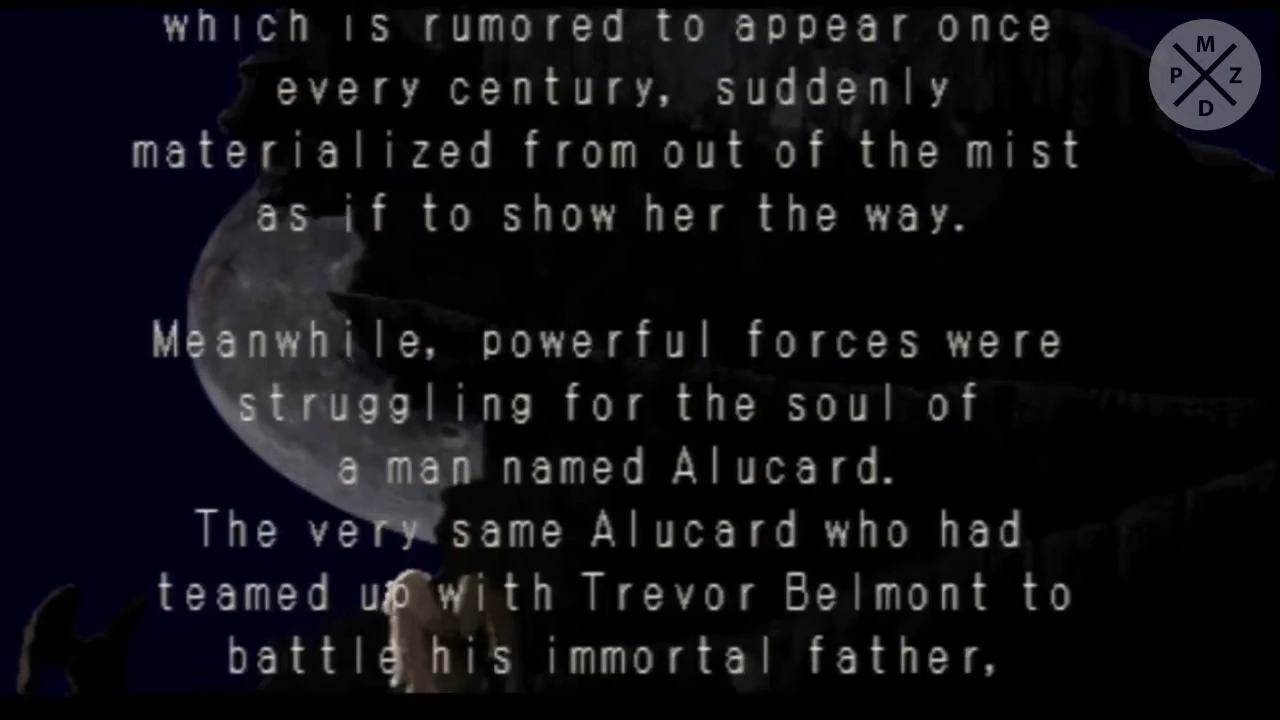 which is rumored to appear once
every century, suddenly
materialized from out of the mist
as if to show her the way.
Meanwhile, powerful forces were
struggling for the soul of
a man named Alucard.
The very same Alucard who had
teamed up with Trevor Belmont to
battle his immortal father,
M
P Z
D